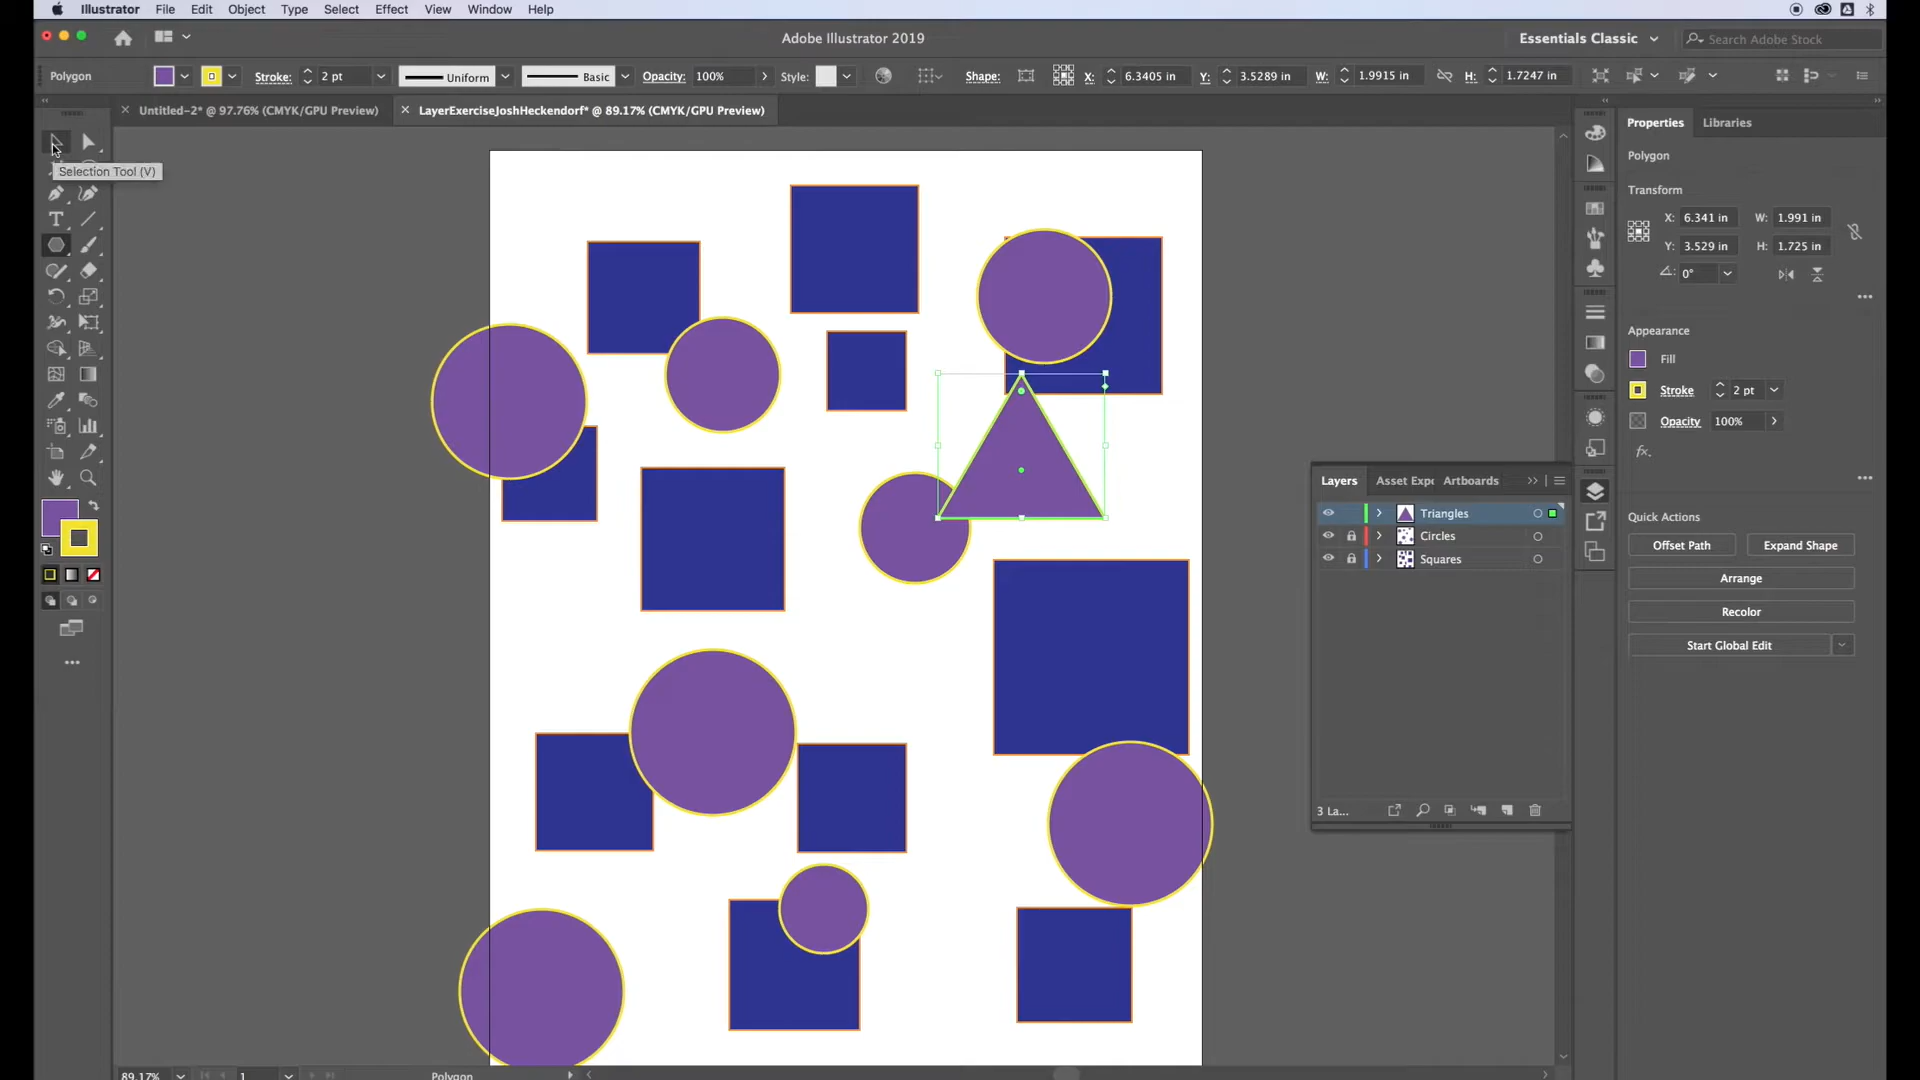 Illustrator File Edit Object Type Select Effect View Window Help
Adobe Illustrator 2019
Essentials Classic
Search Adobe Stock
Polygon
Stroke: 2 pt
Uniform
Basic
Opacity: 100%
Style:
Shape:
X: 6.3405 in
Y: 3.5289 in
W: 1.9915 in
H: 1.7247 in
× Untitled-2* @ 97.76% (CMYK/GPU Preview)
× LayerExerciseJoshHeckendorf* @ 89.17% (CMYK/GPU Preview)
Selection Tool (V)
T
Layers
Asset Expo
Artboards
Triangles
Circles
Squares
3 La...
Properties
Libraries
Polygon
Transform
X: 6.341 in
W: 1.991 in
Y: 3.529 in
H: 1.725 in
0°
Appearance
Fill
Stroke
2 pt
Opacity
100%
fx.
Quick Actions
Offset Path
Expand Shape
Arrange
Recolor
Start Global Edit
89.17%
1
Polygon